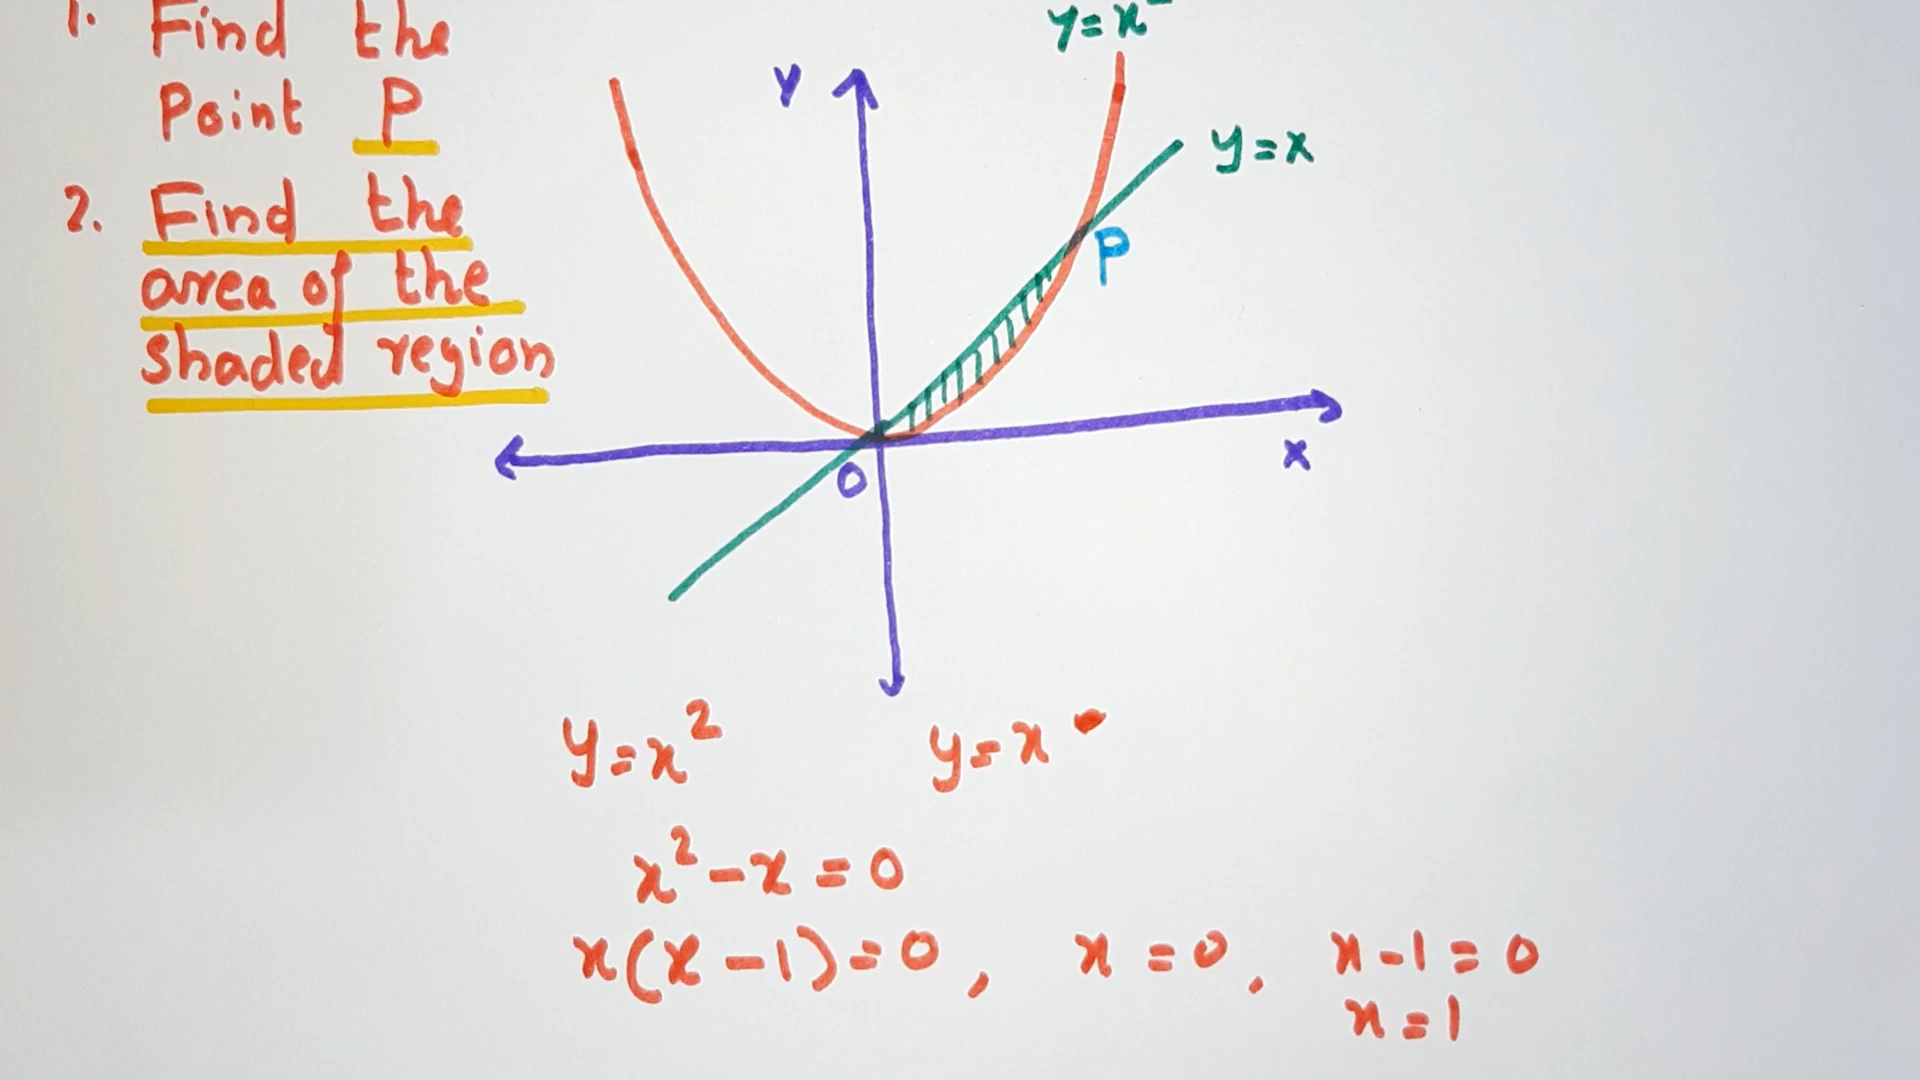 1. Find the
Point P
2. Find the
area of the
shaded region
y=x²
Y
y=x
P
O
X
y=x² y=x
x²-x=0
x(x-1)=0, x=0, x-1=0
x=1